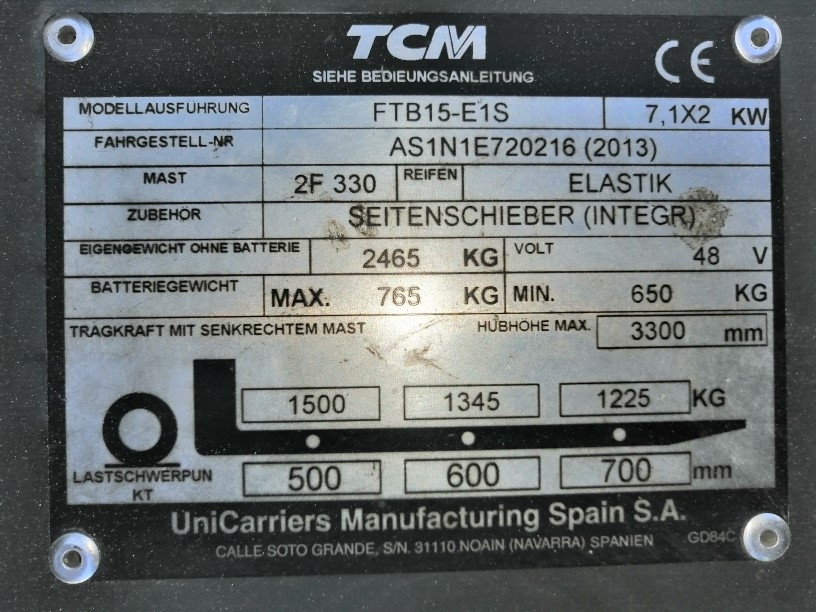 TCM
CE
SIEHE BEDIEUNGSANLEITUNG
MODELLAUSFÜHRUNG FTB15-E1S 7,1X2 KW
FAHRGESTELL-NR AS1N1E720216 (2013)
MAST 2F 330 REIFEN ELASTIK
ZUBEHÖR SEITENSCHIEBER (INTEGR)
EIGENGEWICHT OHNE BATTERIE 2465 KG VOLT 48 V
BATTERIEGEWICHT MAX. 765 KG MIN. 650 KG
TRAGKRAFT MIT SENKRECHTEM MAST HUBHÖHE MAX. 3300 mm
1500 1345 1225 KG
LASTSCHWERPUN
KT
500 600 700 mm
UniCarriers Manufacturing Spain S.A.
CALLE SOTO GRANDE, S/N. 31110 NOAIN (NAVARRA) SPANIEN GD84C